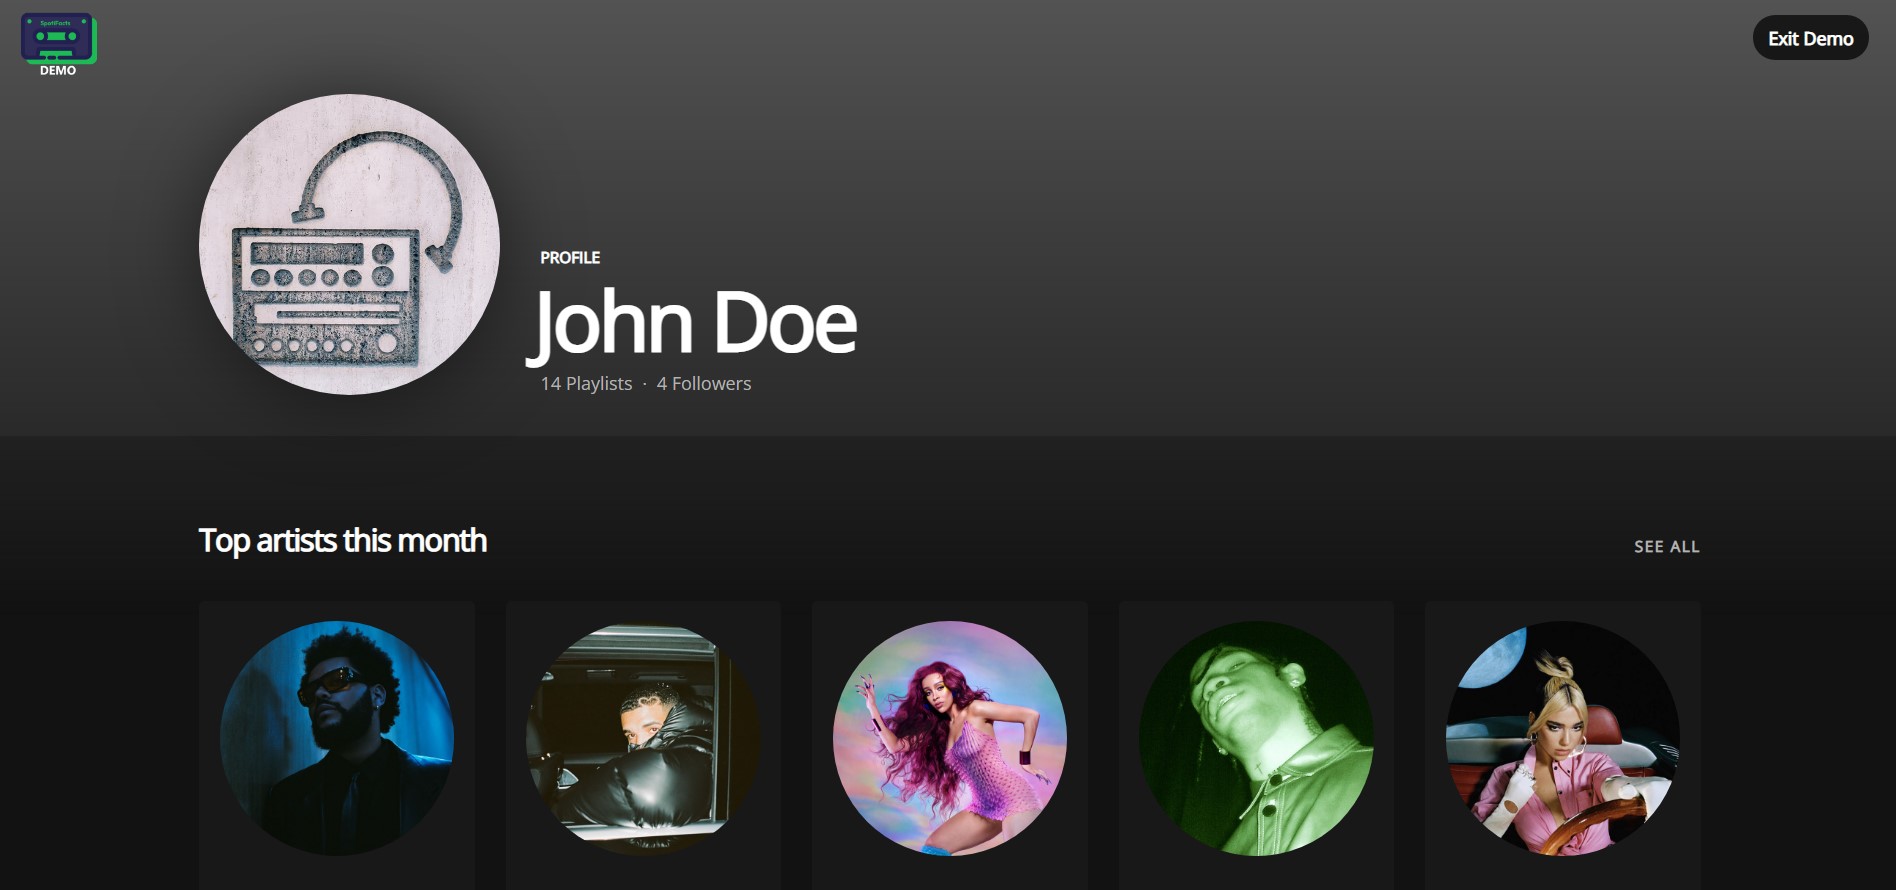 SpotiFacts
DEMO
Exit Demo
PROFILE
John Doe
14 Playlists · 4 Followers
Top artists this month
SEE ALL